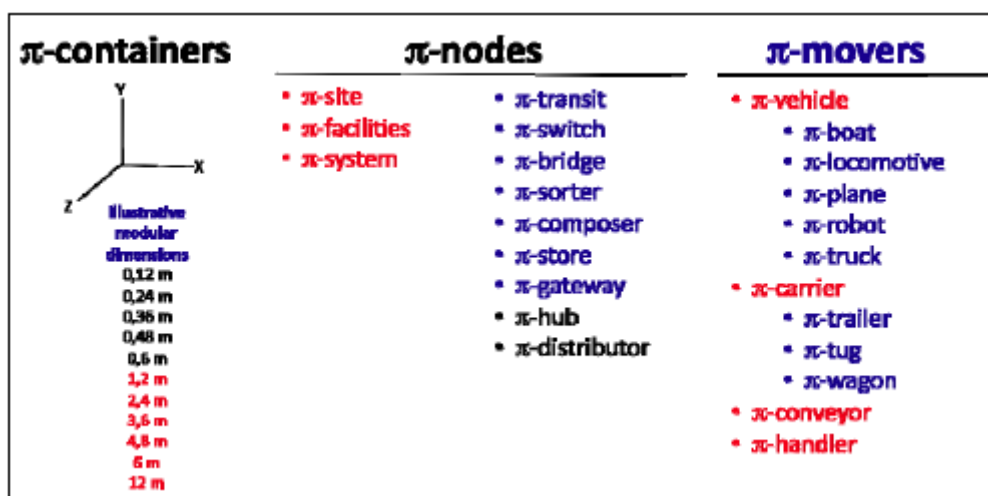 π-containers
Y
X
Z
Illustrative
modular
dimensions
0,12 m
0,24 m
0,36 m
0,48 m
0,6 m
1,2 m
2,4 m
3,6 m
4,8 m
6 m
12 m
π-nodes
• π-site
• π-facilities
• π-system
• π-transit
• π-switch
• π-bridge
• π-sorter
• π-composer
• π-store
• π-gateway
• π-hub
• π-distributor
π-movers
• π-vehicle
• π-boat
• π-locomotive
• π-plane
• π-robot
• π-truck
• π-carrier
• π-trailer
• π-tug
• π-wagon
• π-conveyor
• π-handler